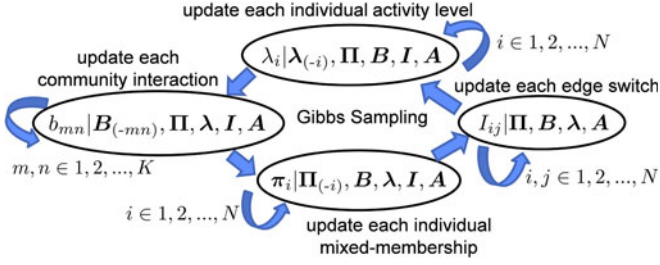 update each individual activity level
λ_i|λ_(-i), Π, B, I, A
i ∈ 1, 2, ..., N
update each
community interaction
b_mn|B_(-mn), Π, λ, I, A
m, n ∈ 1, 2, ..., K
Gibbs Sampling
update each edge switch
I_ij|Π, B, λ, A
i, j ∈ 1, 2, ..., N
π_i|Π_(-i), B, λ, I, A
i ∈ 1, 2, ..., N
update each individual
mixed-membership